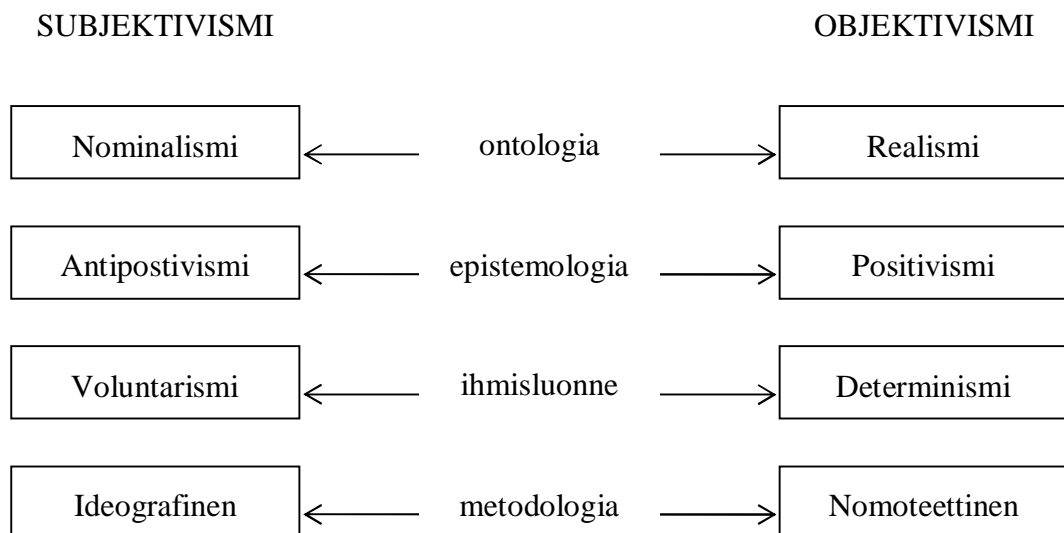 SUBJEKTIVISMI OBJEKTIVISMI
Nominalismi ontologia Realismi
Antipostivismi epistemologia Positivismi
Voluntarismi ihmisluonne Determinismi
Ideografinen metodologia Nomoteettinen